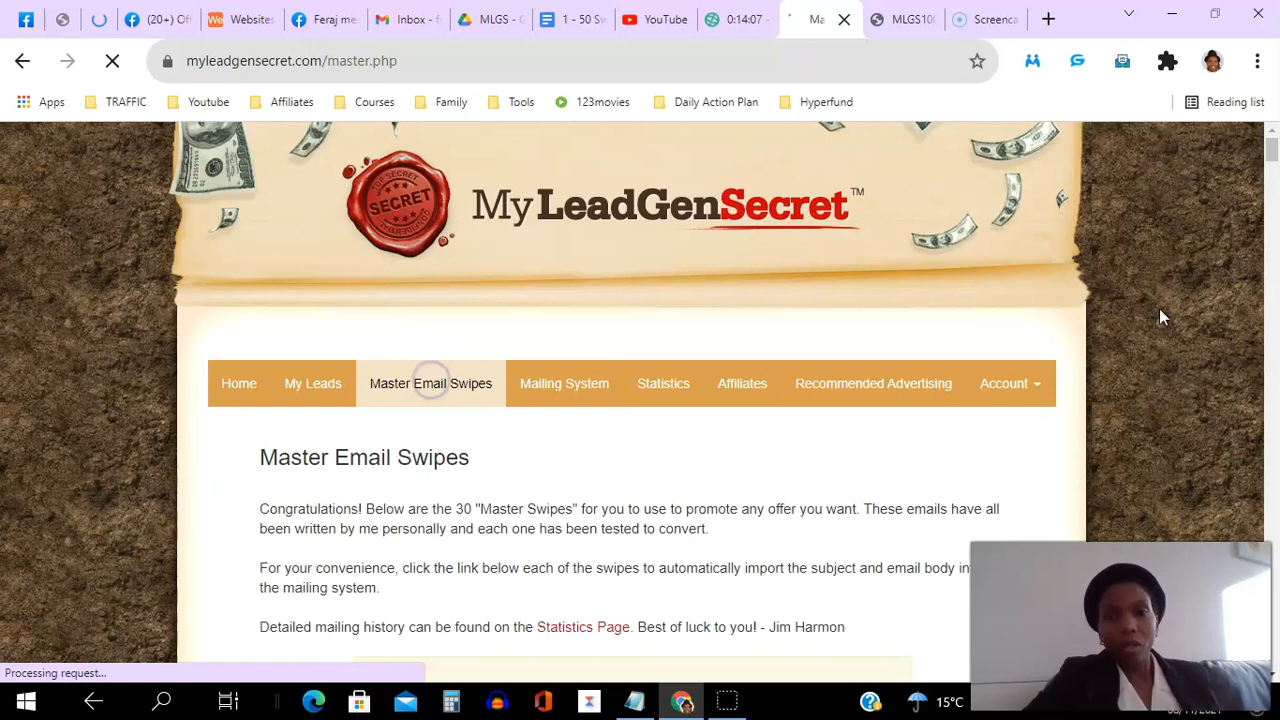 (20+) Of
Websites
Feraj me
Inbox - f
MLGS - G
1 - 50 Sw
YouTube
0:14:07 -
Ma
MLGS100
Screenca
myleadgensecret.com/master.php
Apps
TRAFFIC
Youtube
Affiliates
Courses
Family
Tools
123movies
Daily Action Plan
Hyperfund
Reading list
TOP SECRET
SECRET
MyLeadGenSecret™
Home
My Leads
Master Email Swipes
Mailing System
Statistics
Affiliates
Recommended Advertising
Account
Master Email Swipes
Congratulations! Below are the 30 "Master Swipes" for you to use to promote any offer you want. These emails have all
been written by me personally and each one has been tested to convert.
For your convenience, click the link below each of the swipes to automatically import the subject and email body
the mailing system.
Detailed mailing history can be found on the Statistics Page. Best of luck to you! - Jim Harmon
Processing request...
15°C